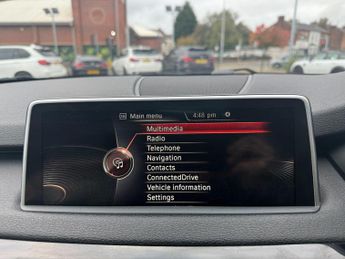 Main menu 4:48 pm
Multimedia
Radio
Telephone
Navigation
Contacts
ConnectedDrive
Vehicle information
Settings